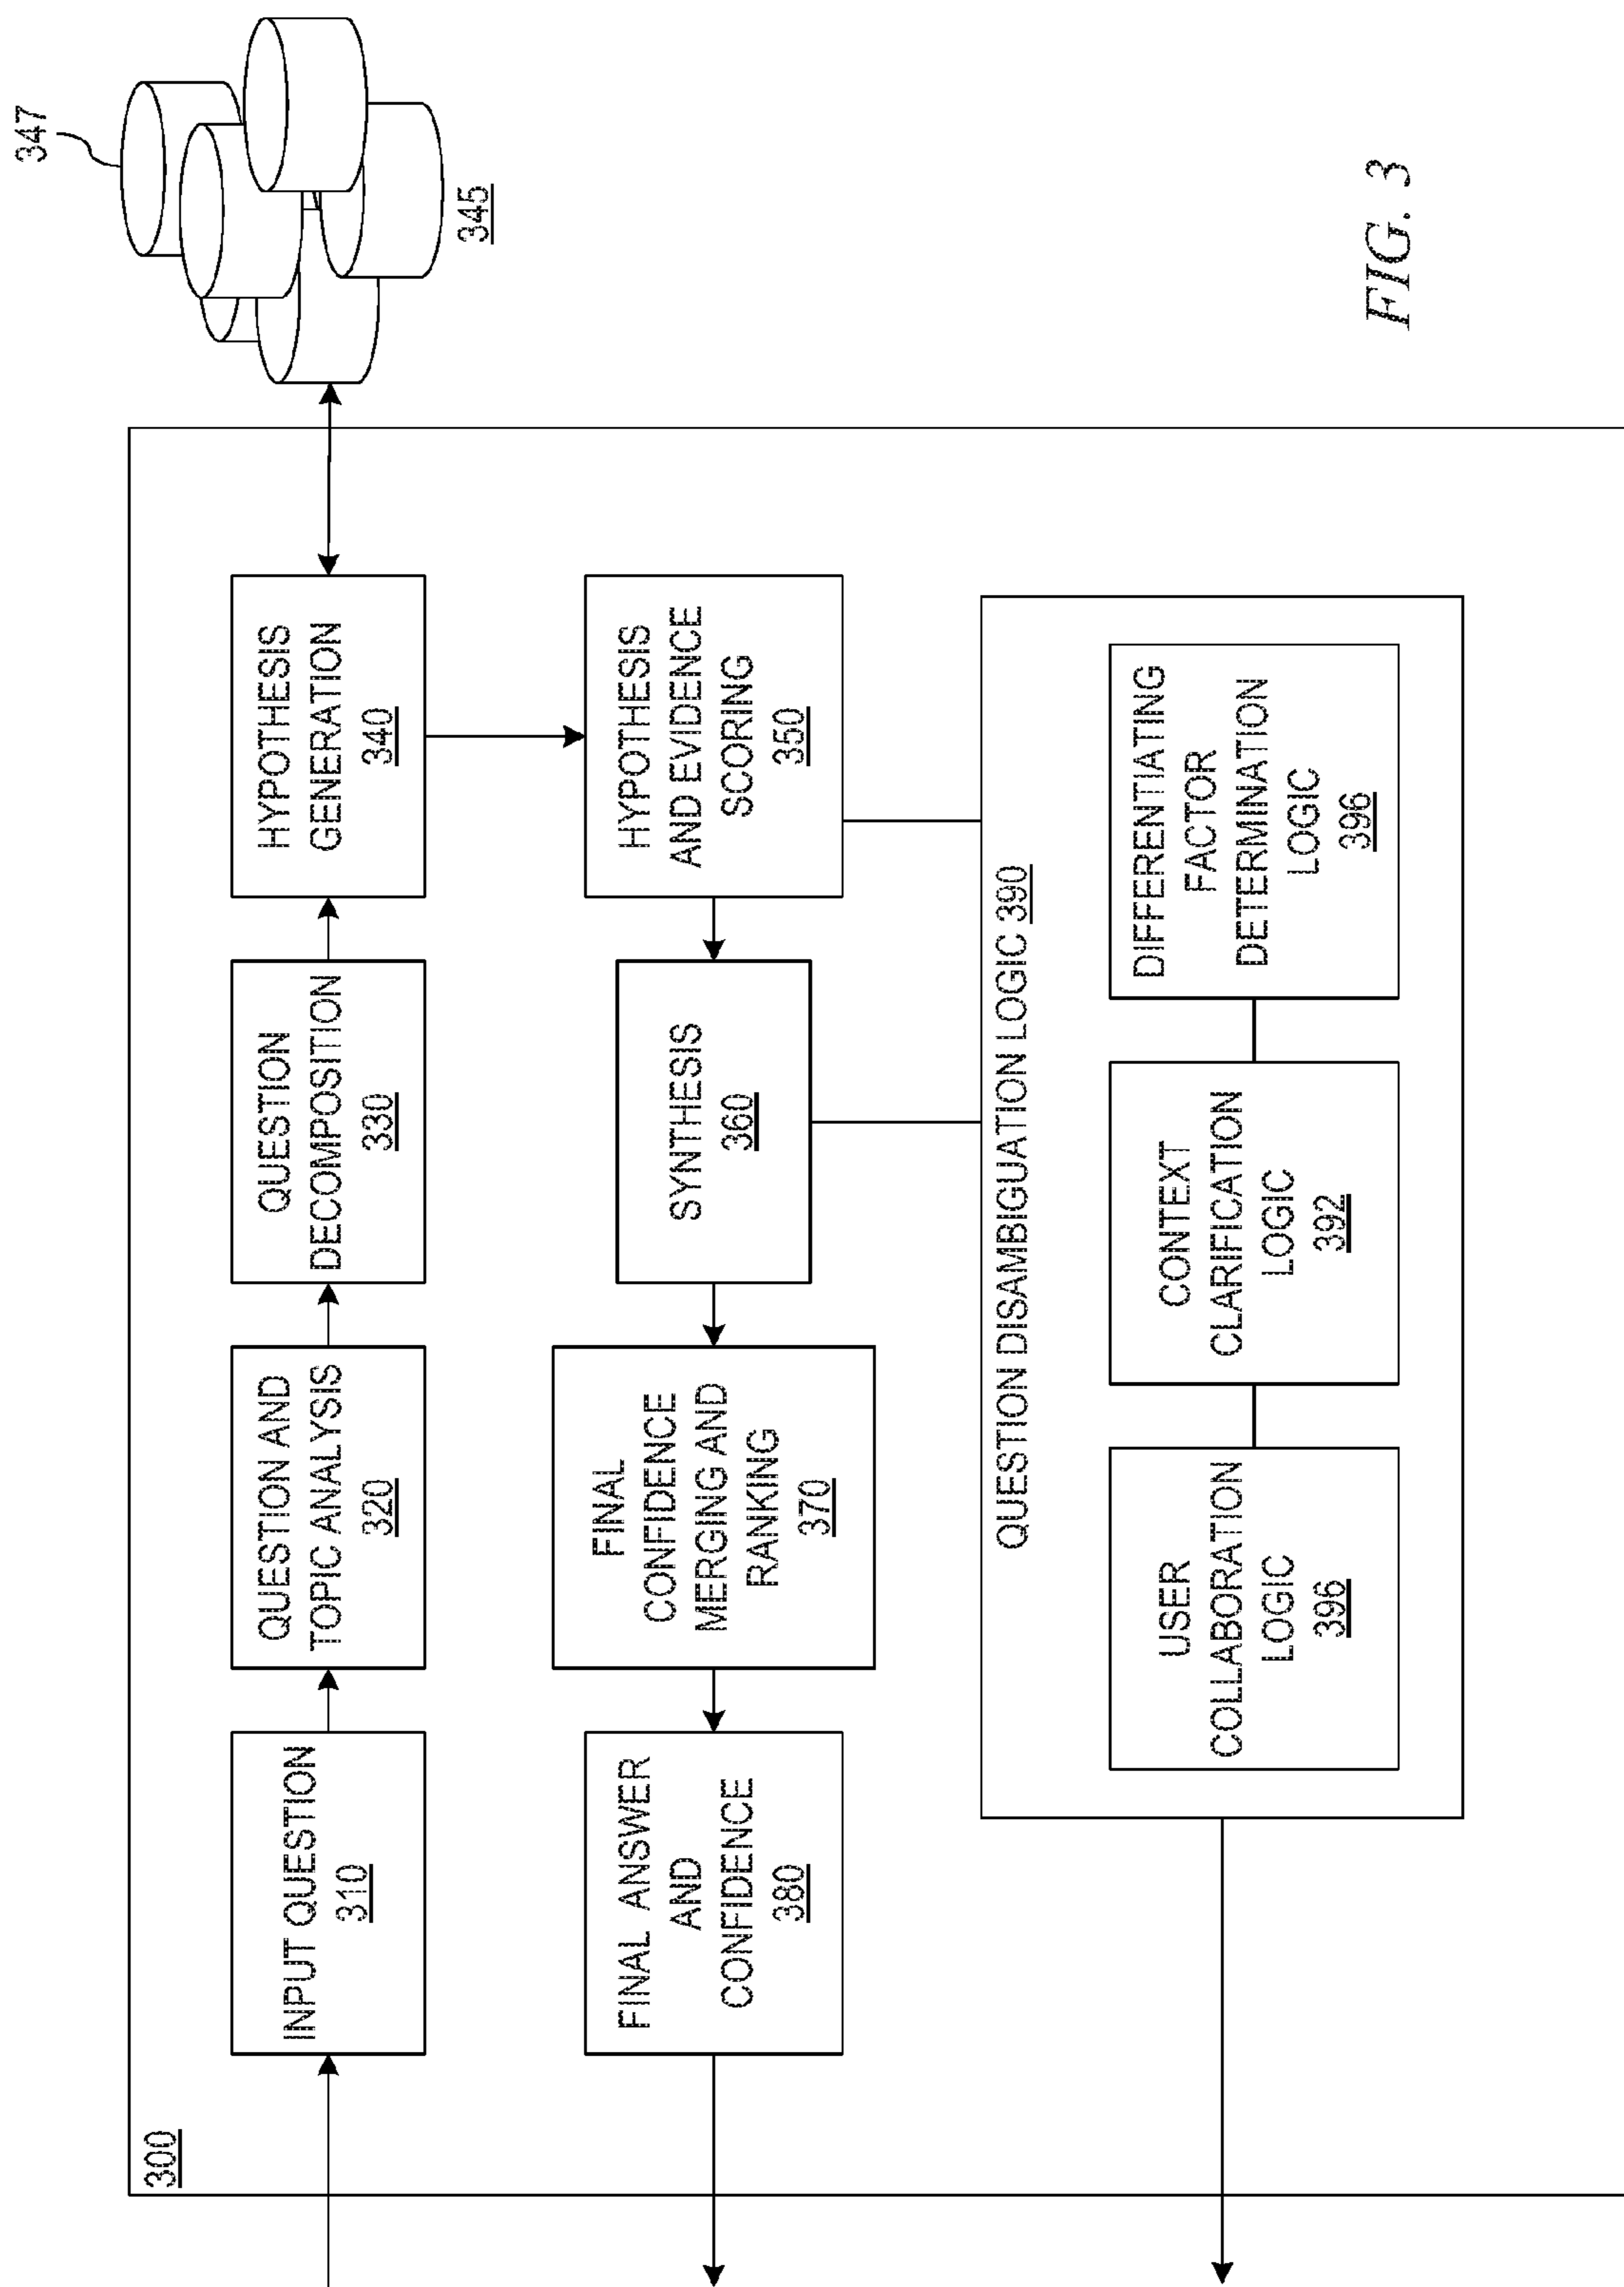 300
INPUT QUESTION
310
QUESTION AND
TOPIC ANALYSIS
320
QUESTION
DECOMPOSITION
330
HYPOTHESIS
GENERATION
340
347
345
FINAL ANSWER
AND
CONFIDENCE
380
FINAL
CONFIDENCE
MERGING AND
RANKING
370
SYNTHESIS
360
HYPOTHESIS
AND EVIDENCE
SCORING
350
QUESTION DISAMBIGUATION LOGIC 390
USER
COLLABORATION
LOGIC
396
CONTEXT
CLARIFICATION
LOGIC
392
DIFFERENTIATING
FACTOR
DETERMINATION
LOGIC
396
FIG. 3